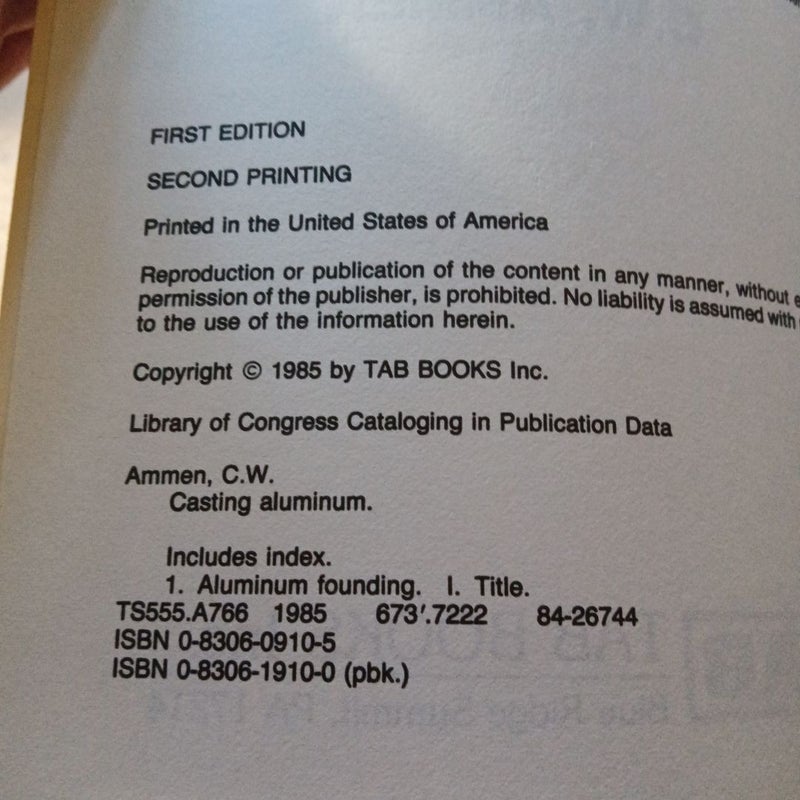 FIRST EDITION
SECOND PRINTING
Printed in the United States of America
Reproduction or publication of the content in any manner, without
permission of the publisher, is prohibited. No liability is assumed with
to the use of the information herein.
Copyright © 1985 by TAB BOOKS Inc.
Library of Congress Cataloging in Publication Data
Ammen, C.W.
Casting aluminum.
Includes index.
1. Aluminum founding. I. Title.
TS555.A766 1985 673′.7222 84-26744
ISBN 0-8306-0910-5
ISBN 0-8306-1910-0 (pbk.)